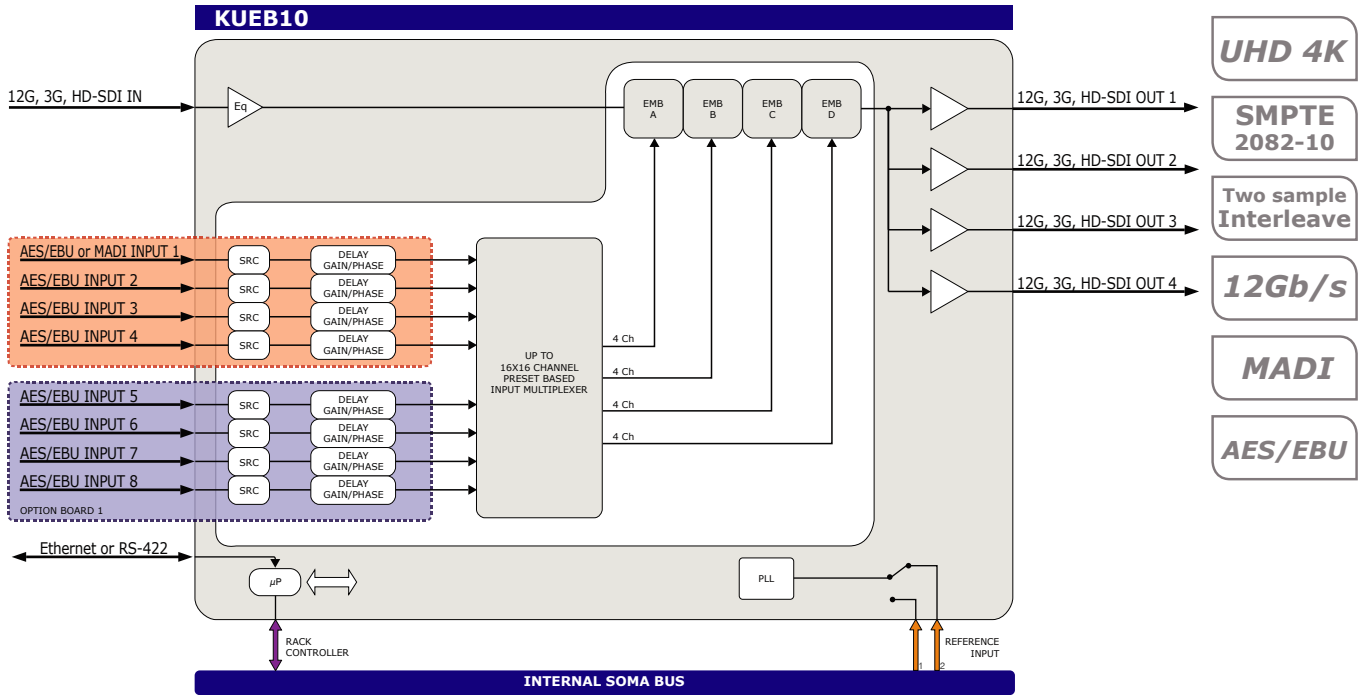 KUEB10
12G, 3G, HD-SDI IN
Eq
EMB
A
EMB
B
EMB
C
EMB
D
12G, 3G, HD-SDI OUT 1
12G, 3G, HD-SDI OUT 2
12G, 3G, HD-SDI OUT 3
12G, 3G, HD-SDI OUT 4
UHD 4K
SMPTE
2082-10
Two sample
Interleave
12Gb/s
MADI
AES/EBU
AES/EBU or MADI INPUT 1
SRC
DELAY
GAIN/PHASE
AES/EBU INPUT 2
SRC
DELAY
GAIN/PHASE
AES/EBU INPUT 3
SRC
DELAY
GAIN/PHASE
AES/EBU INPUT 4
SRC
DELAY
GAIN/PHASE
AES/EBU INPUT 5
SRC
DELAY
GAIN/PHASE
AES/EBU INPUT 6
SRC
DELAY
GAIN/PHASE
AES/EBU INPUT 7
SRC
DELAY
GAIN/PHASE
AES/EBU INPUT 8
SRC
DELAY
GAIN/PHASE
OPTION BOARD 1
UP TO
16X16 CHANNEL
PRESET BASED
INPUT MULTIPLEXER
4 Ch
4 Ch
4 Ch
4 Ch
Ethernet or RS-422
µP
PLL
RACK
CONTROLLER
REFERENCE
INPUT
1
2
INTERNAL SOMA BUS